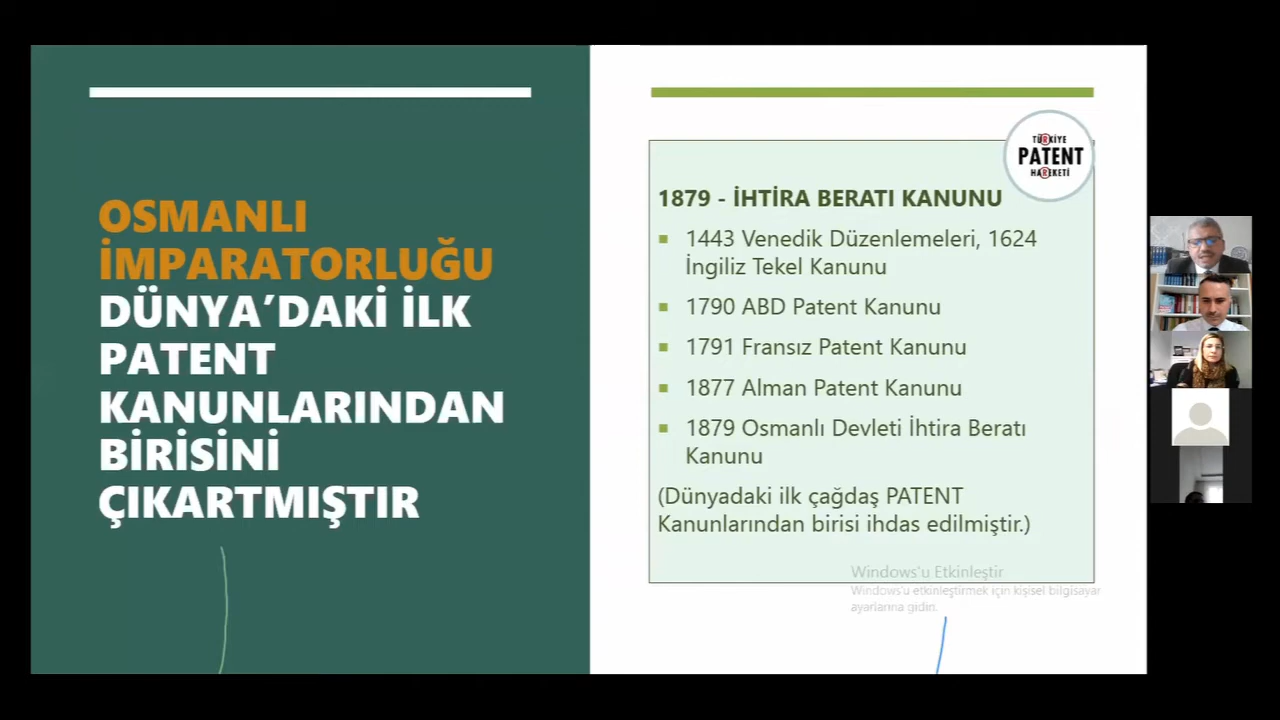 OSMANLI
İMPARATORLUĞU
DÜNYA’DAKİ İLK
PATENT
KANUNLARINDAN
BİRİSİNİ
ÇIKARTMIŞTIR
TÜRKİYE
PATENT
HAREKETİ
1879 - İHTİRA BERATI KANUNU
1443 Venedik Düzenlemeleri, 1624
İngiliz Tekel Kanunu
1790 ABD Patent Kanunu
1791 Fransız Patent Kanunu
1877 Alman Patent Kanunu
1879 Osmanlı Devleti İhtira Beratı
Kanunu
(Dünyadaki ilk çağdaş PATENT
Kanunlarından birisi ihdas edilmiştir.)
Windows'u Etkinleştir
Windows'u etkinleştirmek için kişisel bilgisayar
ayarlarına gidin.